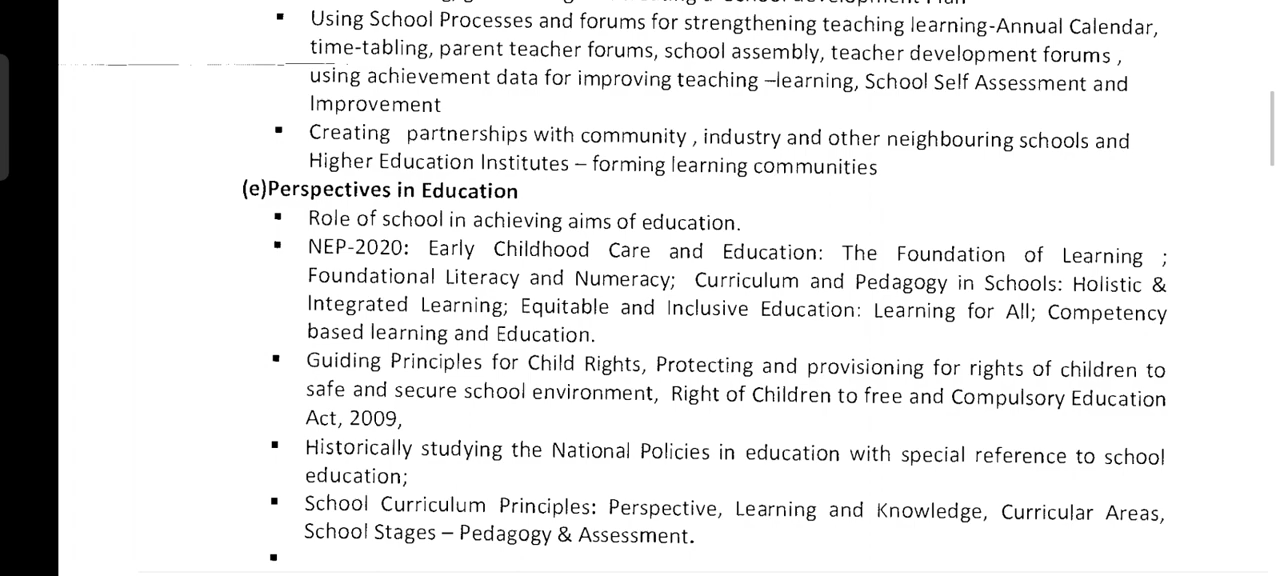 ▪ Using School Processes and forums for strengthening teaching learning-Annual Calendar,
time-tabling, parent teacher forums, school assembly, teacher development forums ,
using achievement data for improving teaching –learning, School Self Assessment and
Improvement
▪ Creating partnerships with community , industry and other neighbouring schools and
Higher Education Institutes – forming learning communities
(e)Perspectives in Education
▪ Role of school in achieving aims of education.
▪ NEP-2020: Early Childhood Care and Education: The Foundation of Learning ;
Foundational Literacy and Numeracy; Curriculum and Pedagogy in Schools: Holistic &
Integrated Learning; Equitable and Inclusive Education: Learning for All; Competency
based learning and Education.
▪ Guiding Principles for Child Rights, Protecting and provisioning for rights of children to
safe and secure school environment, Right of Children to free and Compulsory Education
Act, 2009,
▪ Historically studying the National Policies in education with special reference to school
education;
▪ School Curriculum Principles: Perspective, Learning and Knowledge, Curricular Areas,
School Stages – Pedagogy & Assessment.
▪